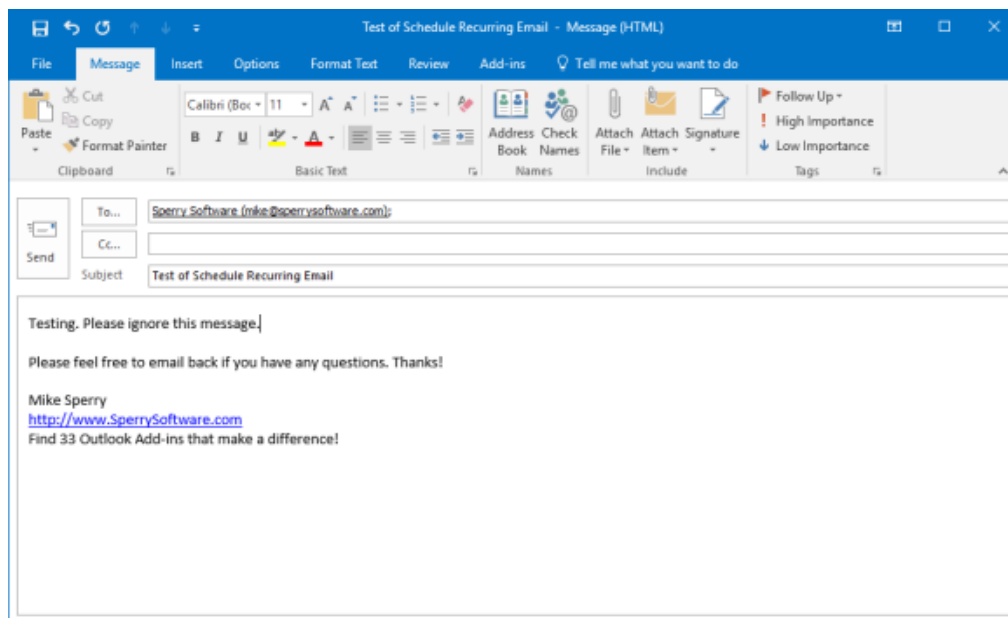 Test of Schedule Recurring Email - Message (HTML)
File Message Insert Options Format Text Review Add-ins Tell me what you want to do
Paste
Cut
Copy
Format Painter
Clipboard
Calibri (Boc 11
B I U
Basic Text
Address Book
Check Names
Names
Attach File
Attach Item
Signature
Include
Follow Up
High Importance
Low Importance
Tags
Send
To... Sperry Software (mike@sperrysoftware.com);
Cc...
Subject Test of Schedule Recurring Email
Testing. Please ignore this message.
Please feel free to email back if you have any questions. Thanks!
Mike Sperry
http://www.SperrySoftware.com
Find 33 Outlook Add-ins that make a difference!